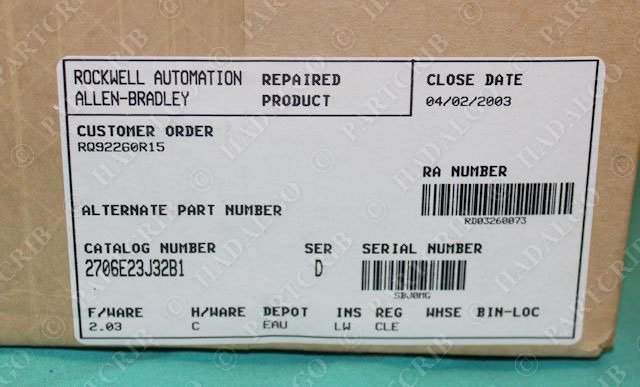 ROCKWELL AUTOMATION REPAIRED
ALLEN-BRADLEY PRODUCT
CLOSE DATE
04/02/2003
CUSTOMER ORDER
RQ92260R15
RA NUMBER
RD03260073
ALTERNATE PART NUMBER
CATALOG NUMBER SER SERIAL NUMBER
2706E23J32B1 D
SBJ0MG
F/WARE H/WARE DEPOT INS REG WHSE BIN-LOC
2.03 C EAU LW CLE
© HADALGO
© PARTCRIB